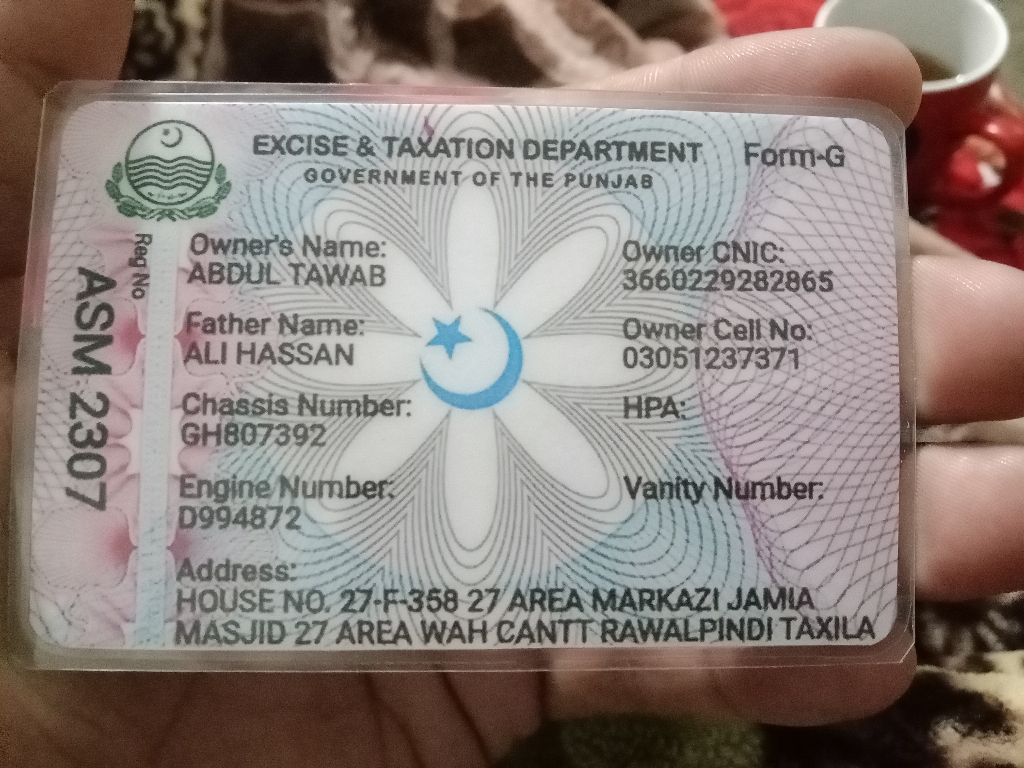 EXCISE & TAXATION DEPARTMENT
Form-G
GOVERNMENT OF THE PUNJAB
Reg No
ASM 2307
Owner's Name:
ABDUL TAWAB
Owner CNIC:
3660229282865
Father Name:
ALI HASSAN
Owner Cell No:
03051237371
Chassis Number:
GH807392
HPA:
Engine Number:
D994872
Vanity Number:
Address:
HOUSE NO. 27-F-358 27 AREA MARKAZI JAMIA
MASJID 27 AREA WAH CANTT RAWALPINDI TAXILA